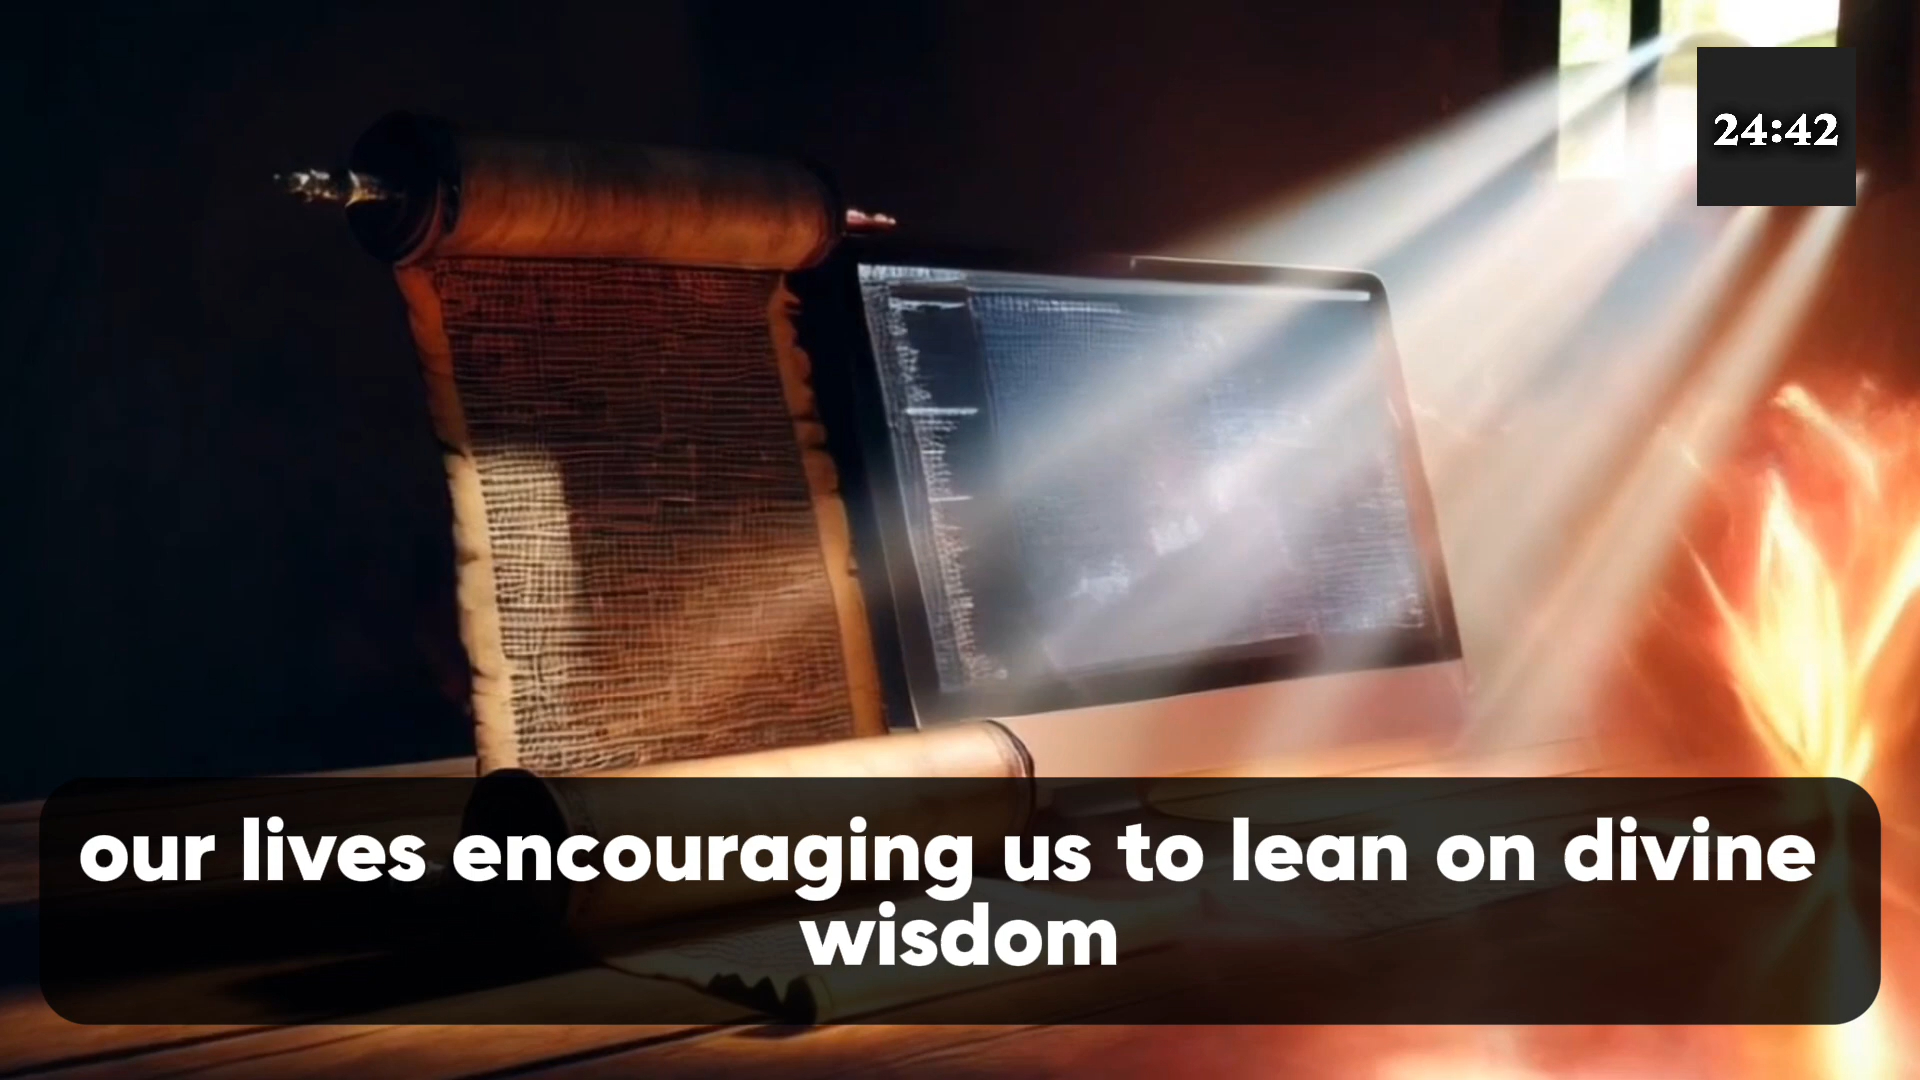 24:42
our lives encouraging us to lean on divine
wisdom